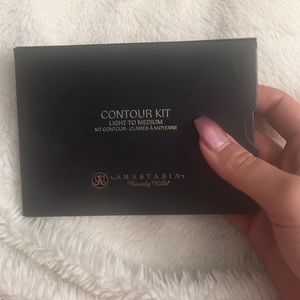 CONTOUR KIT
LIGHT TO MEDIUM
KIT CONTOUR - CLAIRES À MOYENNE
ANASTASIA
Beverly Hills®